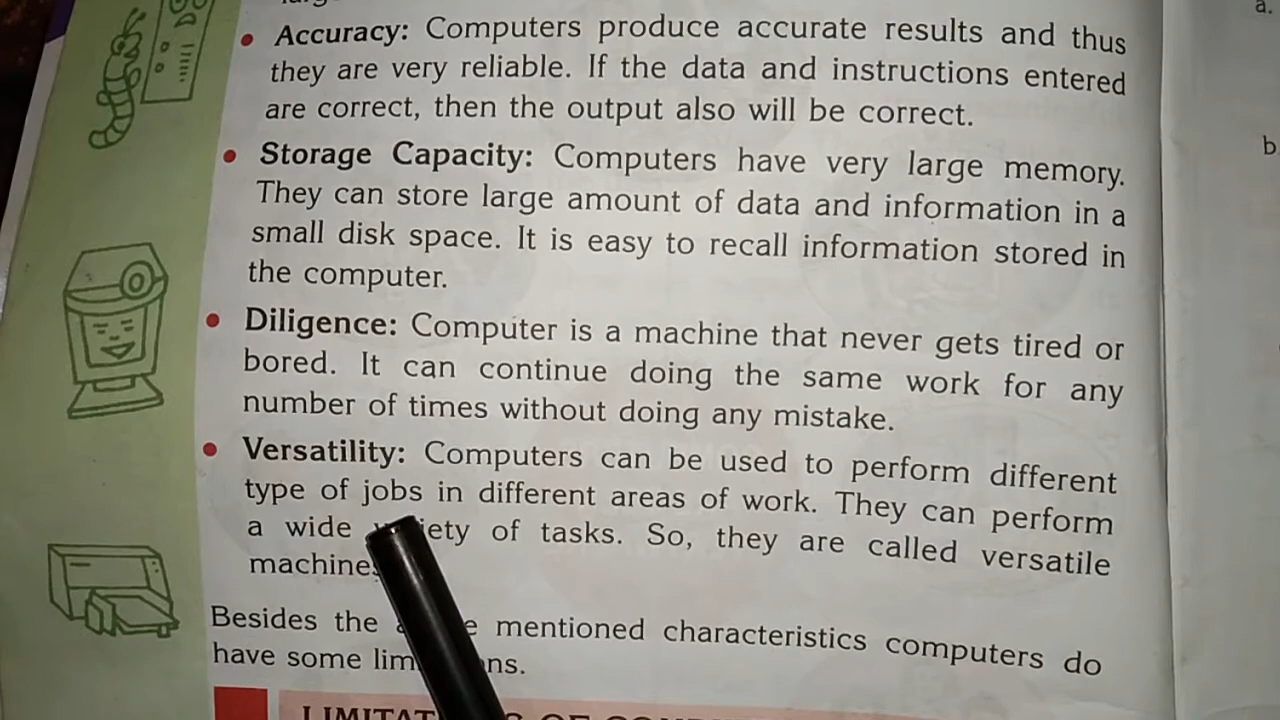 • Accuracy: Computers produce accurate results and thus
they are very reliable. If the data and instructions entered
are correct, then the output also will be correct.
• Storage Capacity: Computers have very large memory.
They can store large amount of data and information in a
small disk space. It is easy to recall information stored in
the computer.
• Diligence: Computer is a machine that never gets tired or
bored. It can continue doing the same work for any
number of times without doing any mistake.
• Versatility: Computers can be used to perform different
type of jobs in different areas of work. They can perform
a wide of tasks. So, they are called versatile
machines
Besides the mentioned characteristics computers do
have some
OF
a.
b